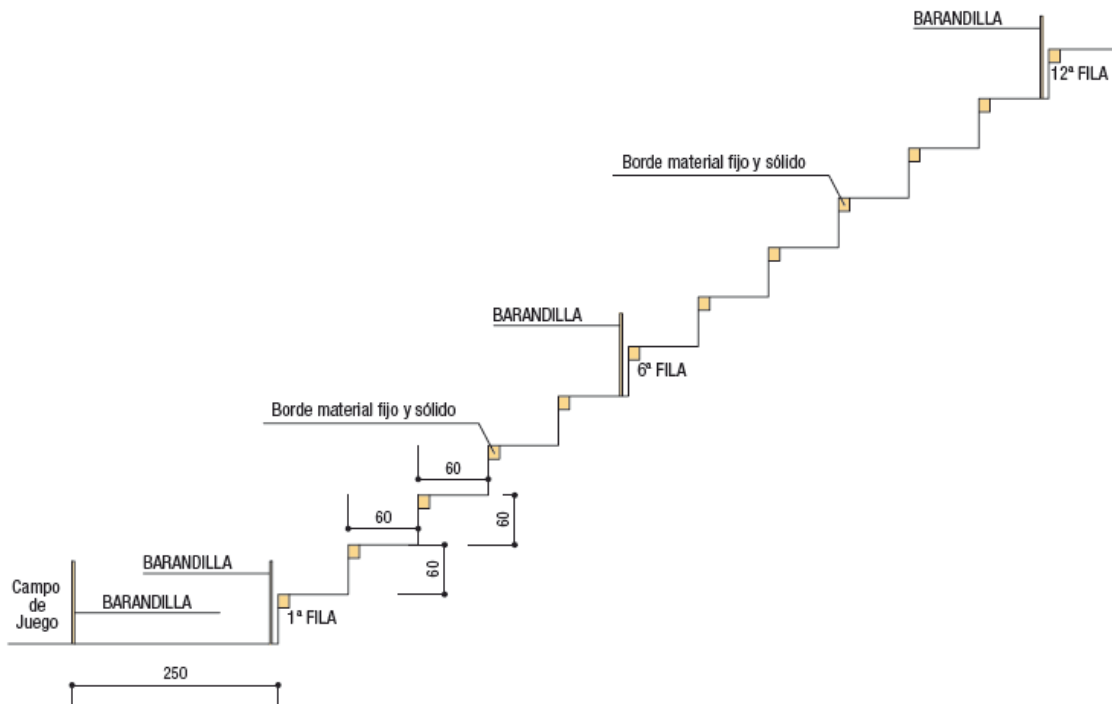 BARANDILLA
12ª FILA
Borde material fijo y sólido
BARANDILLA
6ª FILA
Borde material fijo y sólido
60
60
60
60
BARANDILLA
Campo
de
Juego
BARANDILLA
1ª FILA
250